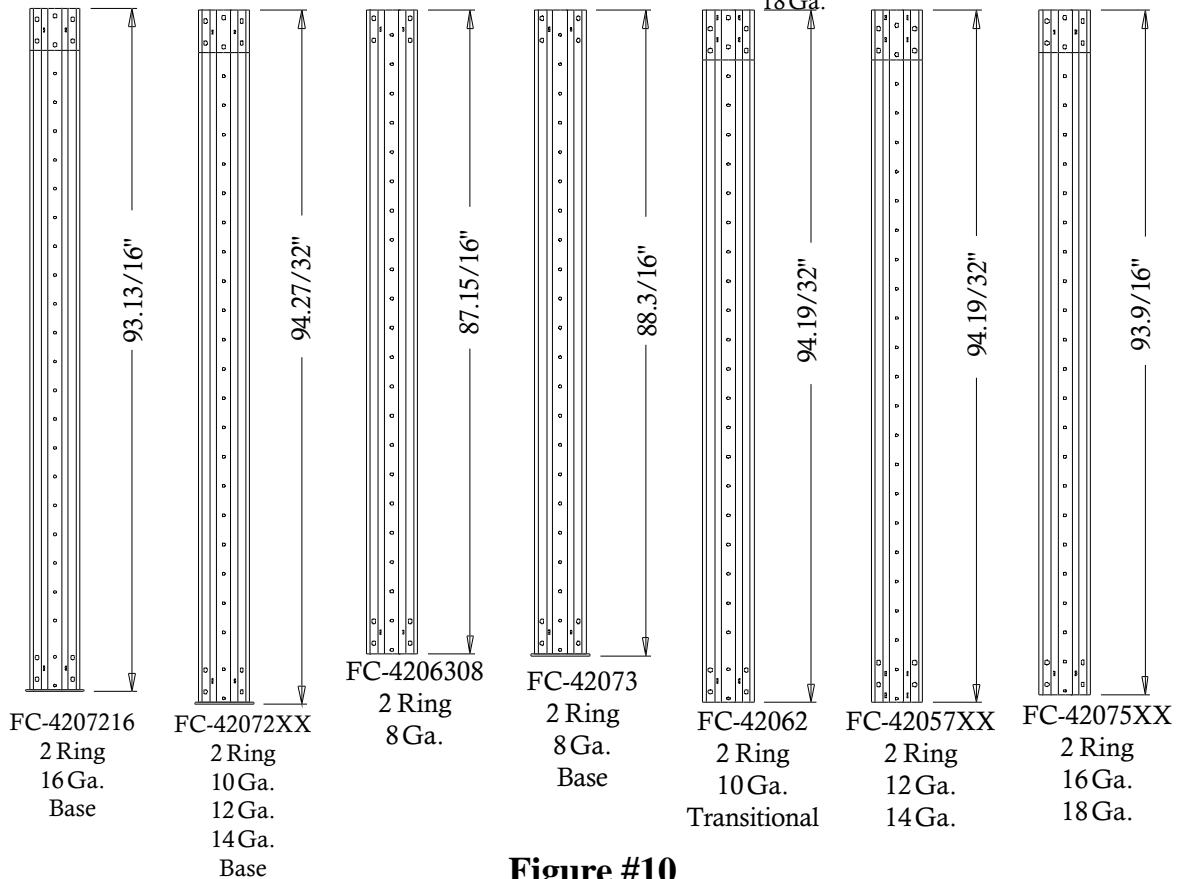 18 Ga.
93.13/16"
94.27/32"
87.15/16"
88.3/16"
94.19/32"
94.19/32"
93.9/16"
FC-4207216
2 Ring
16 Ga.
Base
FC-42072XX
2 Ring
10 Ga.
12 Ga.
14 Ga.
Base
FC-4206308
2 Ring
8 Ga.
FC-42073
2 Ring
8 Ga.
Base
FC-42062
2 Ring
10 Ga.
Transitional
FC-42057XX
2 Ring
12 Ga.
14 Ga.
FC-42075XX
2 Ring
16 Ga.
18 Ga.
Figure #10